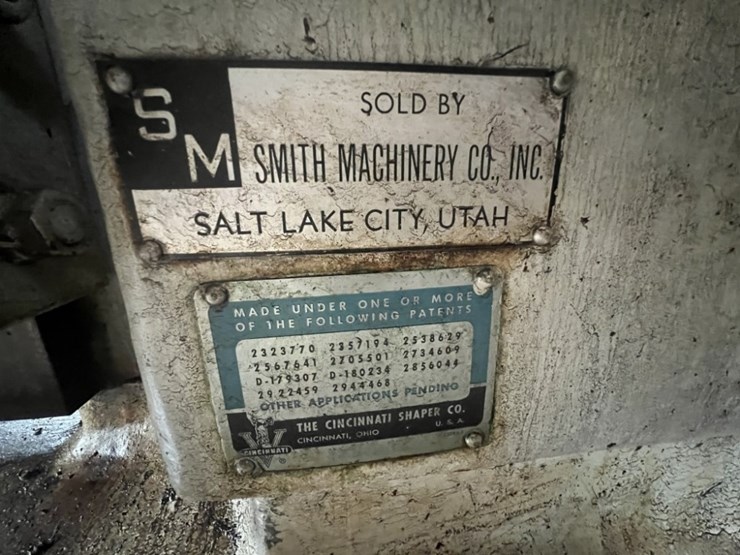 S
M
SOLD BY
SMITH MACHINERY CO., INC.
SALT LAKE CITY, UTAH
MADE UNDER ONE OR MORE
OF THE FOLLOWING PATENTS
2323770 2357194 2538629
2567641 2705501 2734609
D-179307 D-180234 2856044
2922459 2944468
OTHER APPLICATIONS PENDING
THE CINCINNATI SHAPER CO.
CINCINNATI, OHIO U. S. A.
CINCINNATI